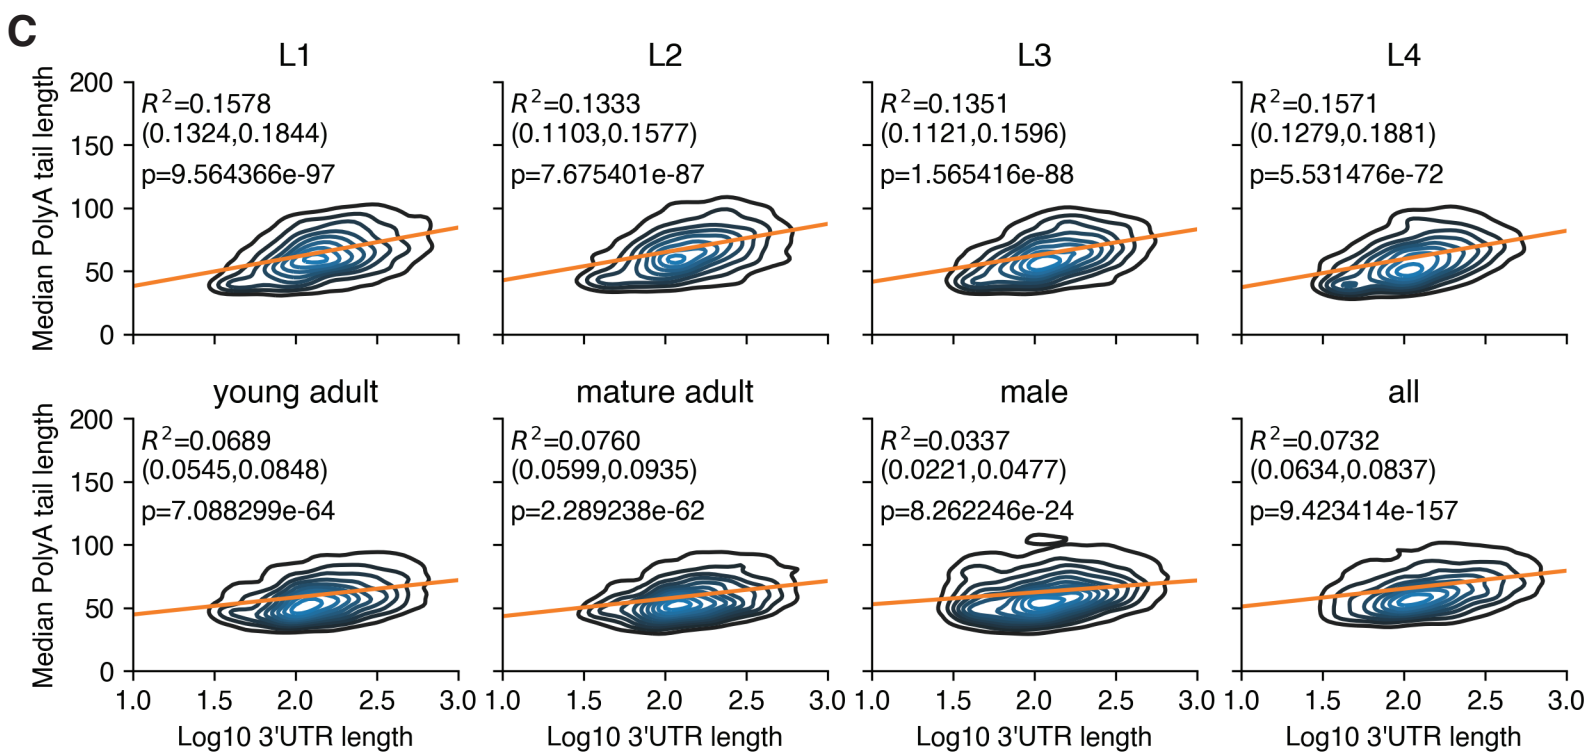 C
L1
L2
L3
L4
Median PolyA tail length
200
150
100
50
0
R²=0.1578
(0.1324,0.1844)
p=9.564366e-97
R²=0.1333
(0.1103,0.1577)
p=7.675401e-87
R²=0.1351
(0.1121,0.1596)
p=1.565416e-88
R²=0.1571
(0.1279,0.1881)
p=5.531476e-72
young adult
mature adult
male
all
Median PolyA tail length
200
150
100
50
0
R²=0.0689
(0.0545,0.0848)
p=7.088299e-64
R²=0.0760
(0.0599,0.0935)
p=2.289238e-62
R²=0.0337
(0.0221,0.0477)
p=8.262246e-24
R²=0.0732
(0.0634,0.0837)
p=9.423414e-157
1.0 1.5 2.0 2.5 3.0
1.0 1.5 2.0 2.5 3.0
1.0 1.5 2.0 2.5 3.0
1.0 1.5 2.0 2.5 3.0
Log10 3'UTR length
Log10 3'UTR length
Log10 3'UTR length
Log10 3'UTR length